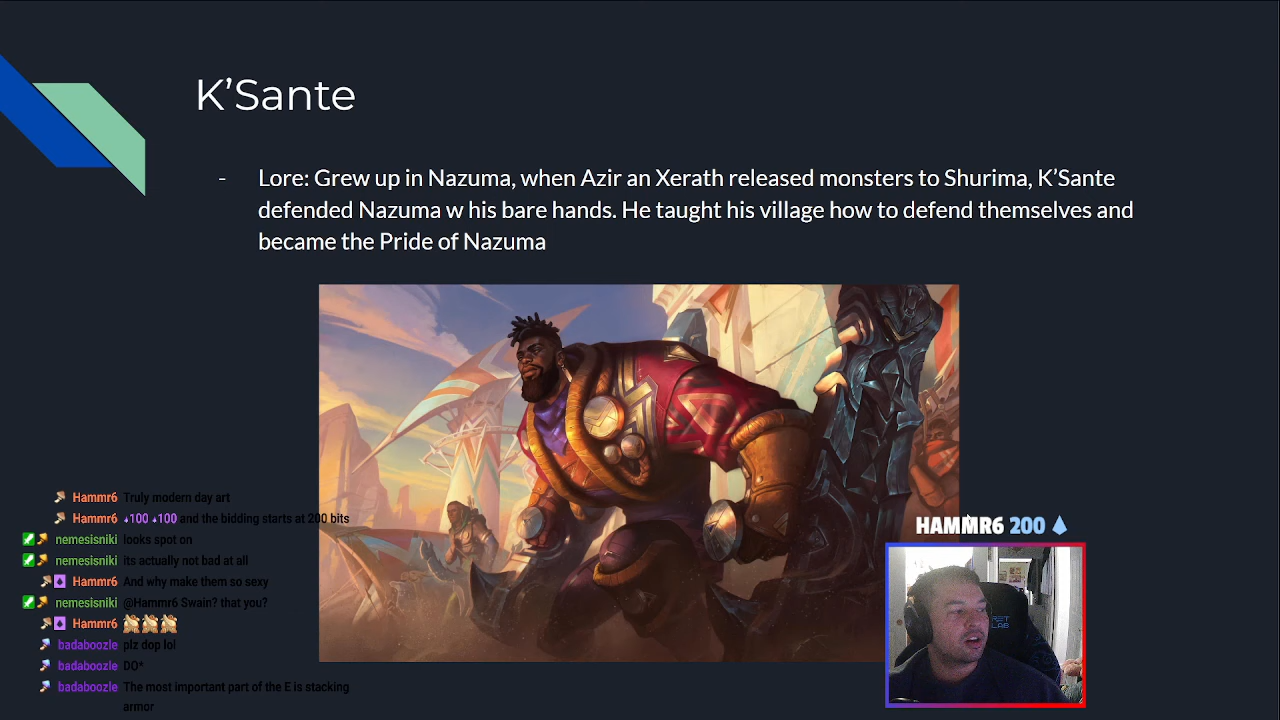 K'Sante
- Lore: Grew up in Nazuma, when Azir an Xerath released monsters to Shurima, K'Sante
defended Nazuma w his bare hands. He taught his village how to defend themselves and
became the Pride of Nazuma
Hammr6 Truly modern day art
Hammr6 100 100 and the bidding starts at 200 bits
nemesisniki looks spot on
nemesisniki its actually not bad at all
Hammr6 And why make them so sexy
nemesisniki @Hammr6 Swain? that you?
Hammr6
badaboozle plz dop lol
badaboozle DO*
badaboozle The most important part of the E is stacking
armor
HAMMR6 200